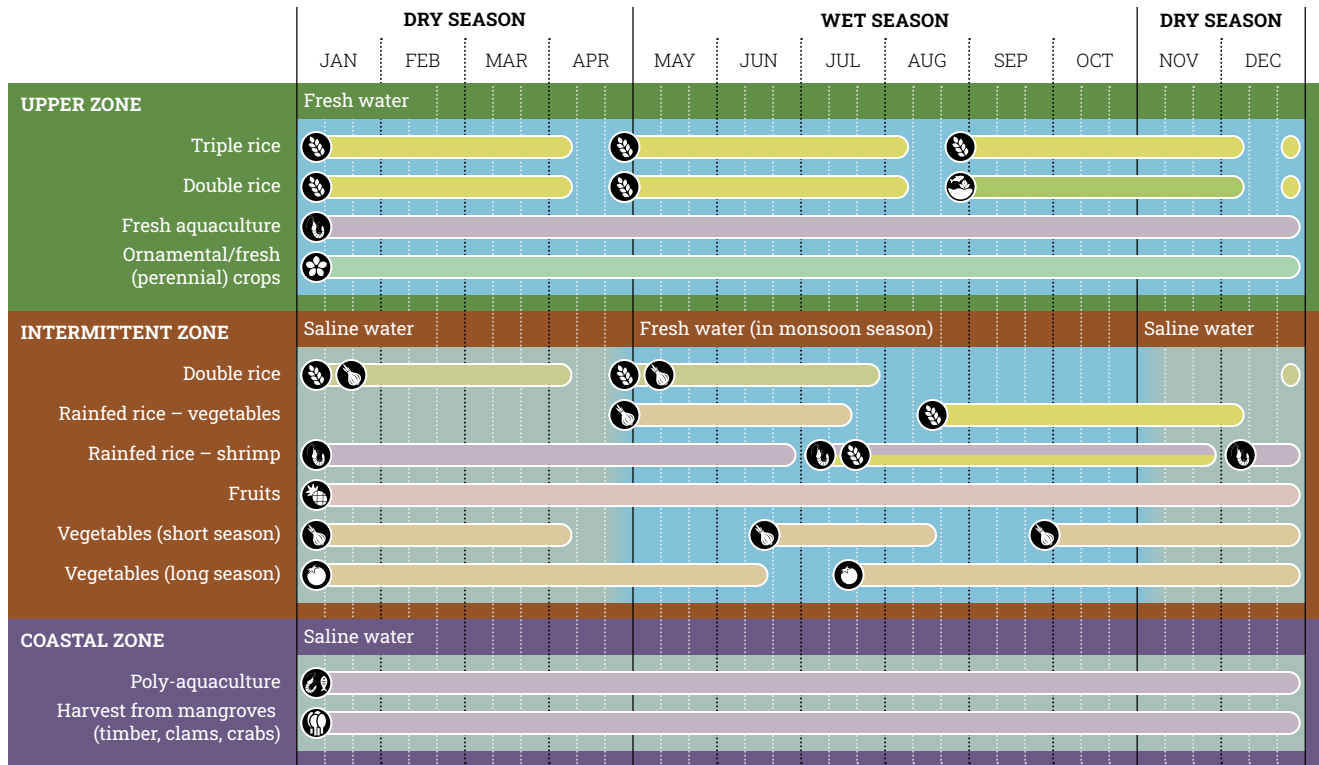 DRY SEASON WET SEASON DRY SEASON
JAN FEB MAR APR MAY JUN JUL AUG SEP OCT NOV DEC
UPPER ZONE Fresh water
Triple rice
Double rice
Fresh aquaculture
Ornamental/fresh
(perennial) crops
INTERMITTENT ZONE Saline water Fresh water (in monsoon season) Saline water
Double rice
Rainfed rice – vegetables
Rainfed rice – shrimp
Fruits
Vegetables (short season)
Vegetables (long season)
COASTAL ZONE Saline water
Poly-aquaculture
Harvest from mangroves
(timber, clams, crabs)